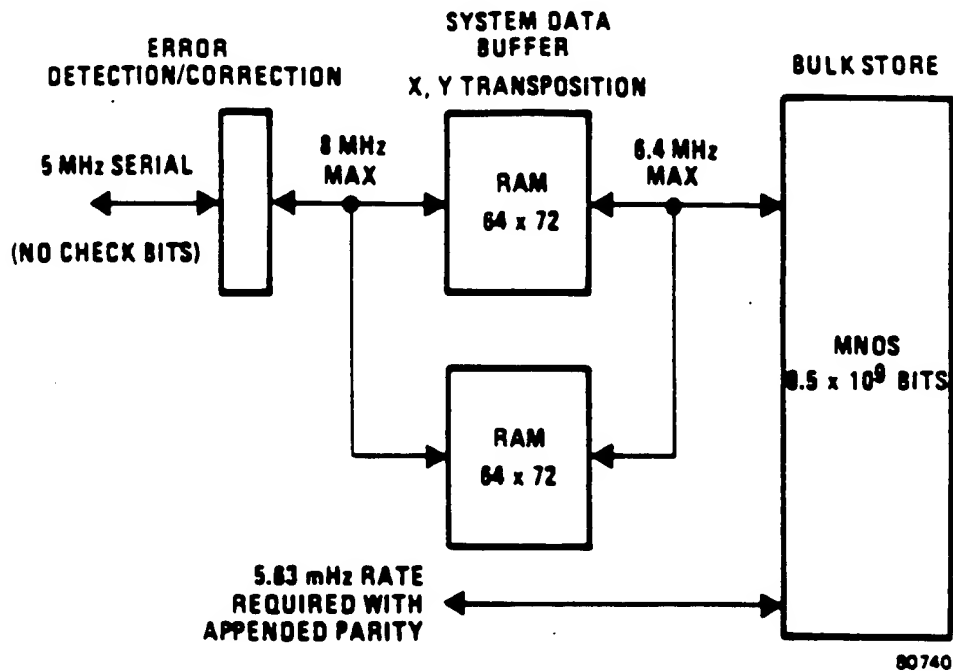 ERROR
DETECTION/CORRECTION
SYSTEM DATA
BUFFER
X, Y TRANSPOSITION
BULK STORE
5 MHz SERIAL
(NO CHECK BITS)
8 MHz
MAX
RAM
64 x 72
6.4 MHz
MAX
MNOS
x 10⁹ BITS
RAM
64 x 72
5.63 mHz RATE
REQUIRED WITH
APPENDED PARITY
80740